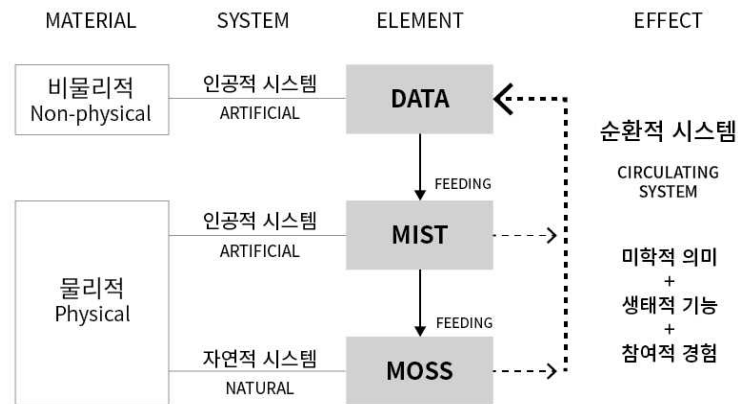 MATERIAL
SYSTEM
ELEMENT
EFFECT
비물리적
Non-physical
인공적 시스템
ARTIFICIAL
DATA
FEEDING
물리적
Physical
인공적 시스템
ARTIFICIAL
MIST
FEEDING
자연적 시스템
NATURAL
MOSS
순환적 시스템
CIRCULATING
SYSTEM
미학적 의미
+
생태적 기능
+
참여적 경험